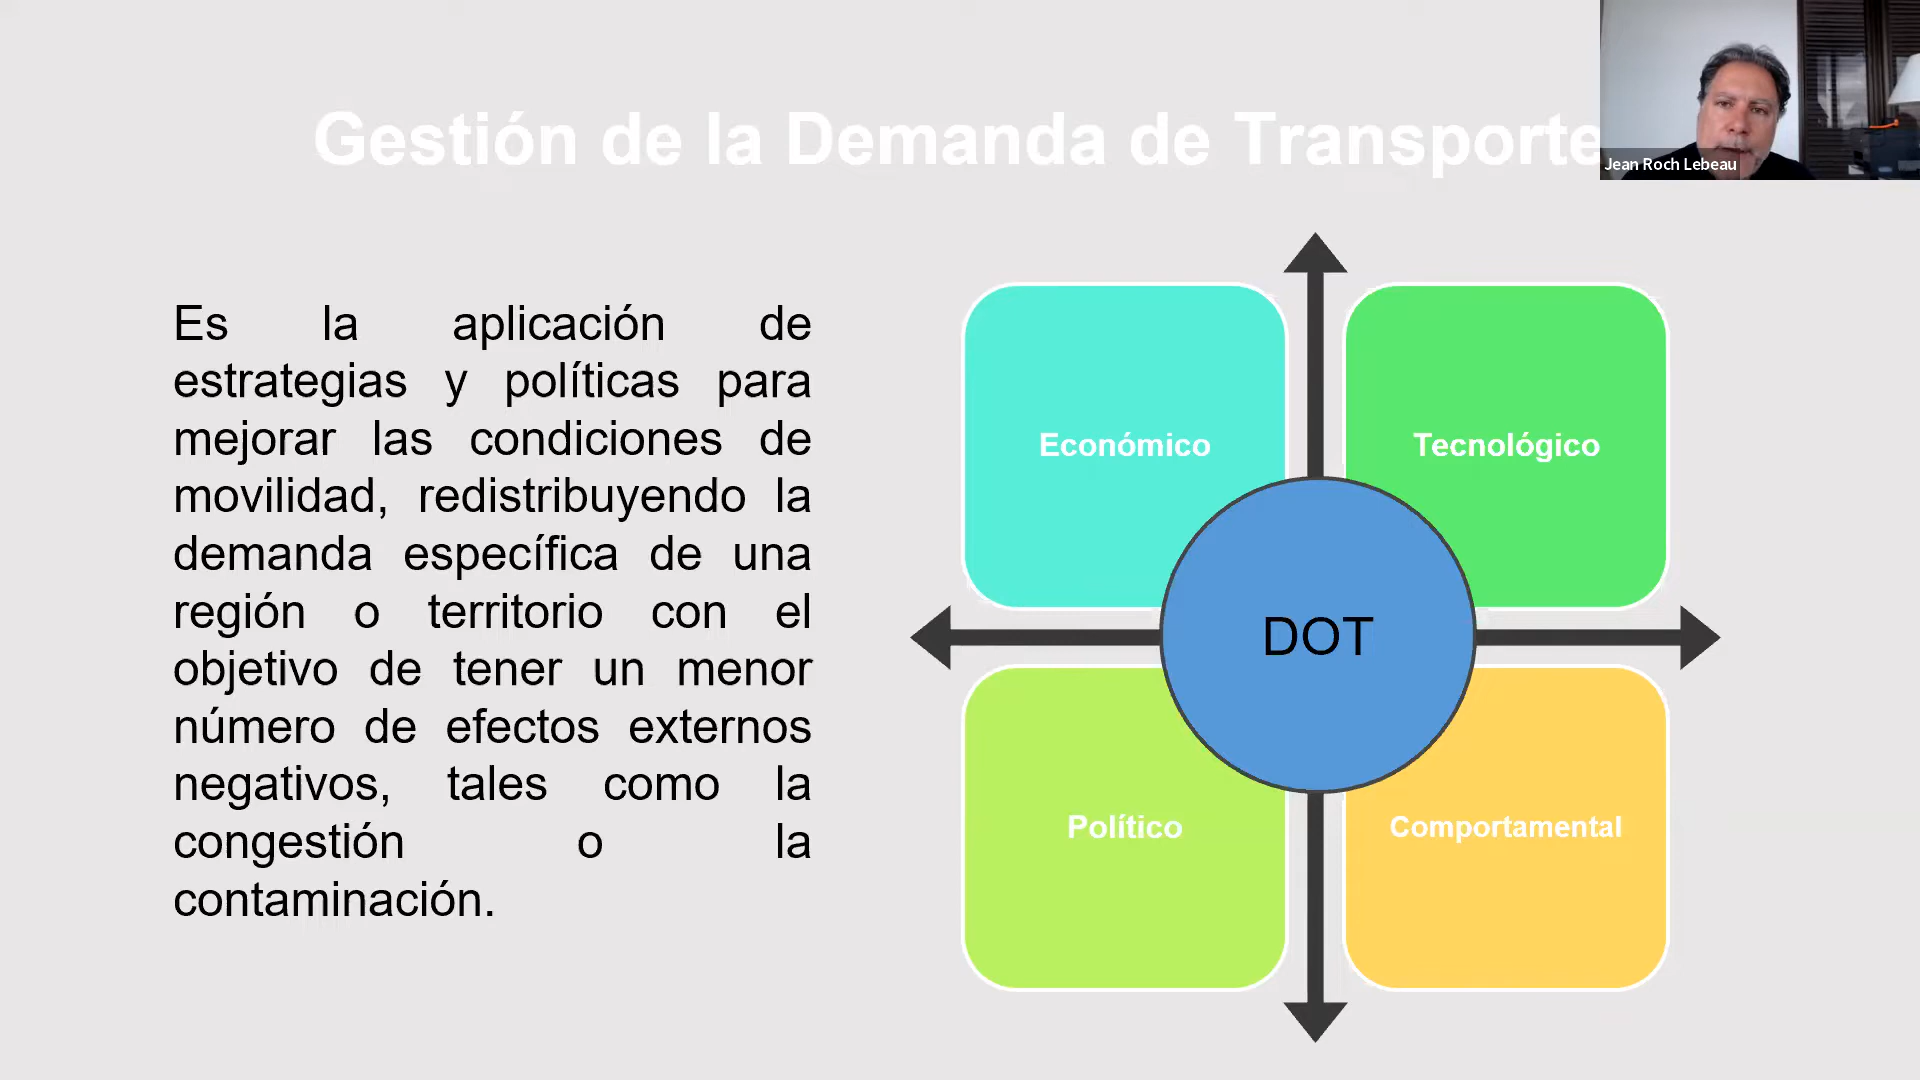 Gestión de la Demanda de Transporte
Jean Roch Lebeau
Es la aplicación de
estrategias y políticas para
mejorar las condiciones de
movilidad, redistribuyendo la
demanda específica de una
región o territorio con el
objetivo de tener un menor
número de efectos externos
negativos, tales como la
congestión o la
contaminación.
Económico
Tecnológico
DOT
Político
Comportamental